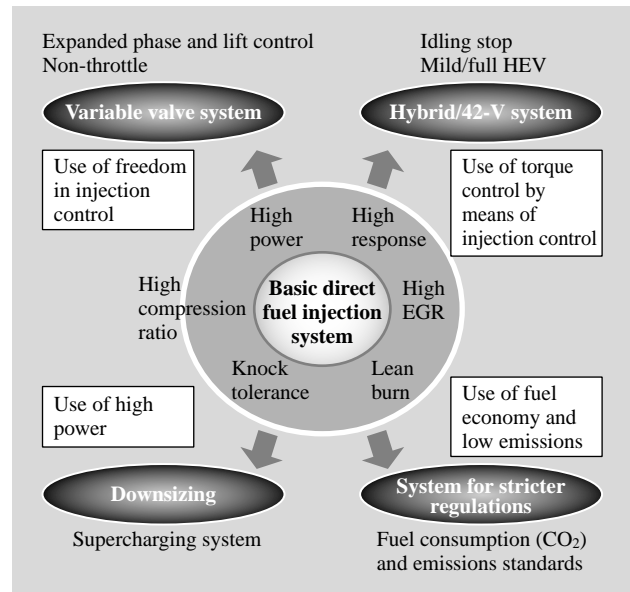 Expanded phase and lift control
Non-throttle
Idling stop
Mild/full HEV
Variable valve system
Hybrid/42-V system
Use of freedom
in injection
control
Use of torque
control by
means of
injection control
High
power
High
response
High
compression
ratio
Basic direct
fuel injection
system
High
EGR
Knock
tolerance
Lean
burn
Use of high
power
Use of fuel
economy and
low emissions
Downsizing
System for stricter
regulations
Supercharging system
Fuel consumption (CO₂)
and emissions standards